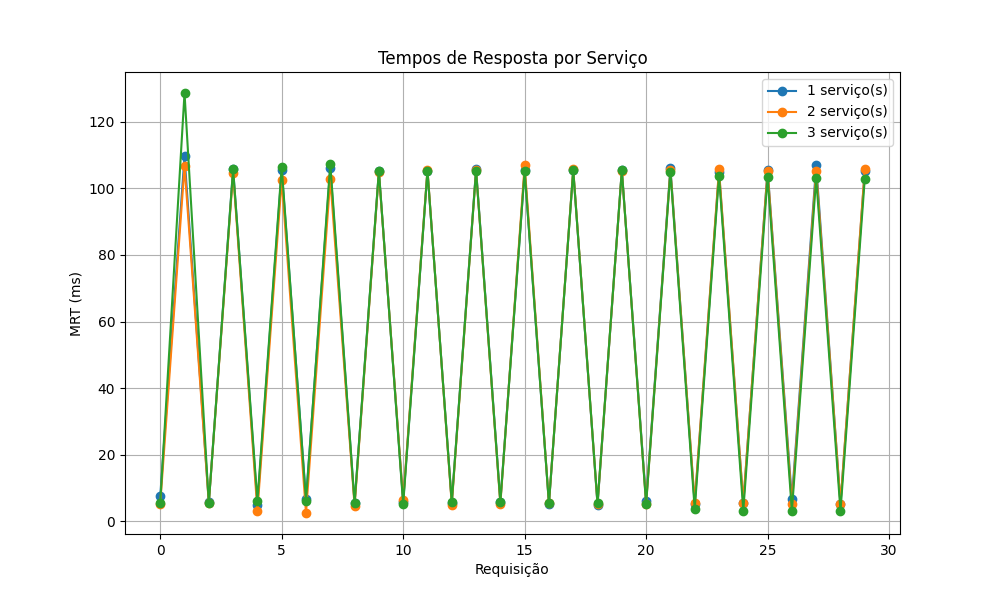 Tempos de Resposta por Serviço
1 serviço(s)
2 serviço(s)
3 serviço(s)
MRT (ms)
120
100
80
60
40
20
0
0 5 10 15 20 25 30
Requisição